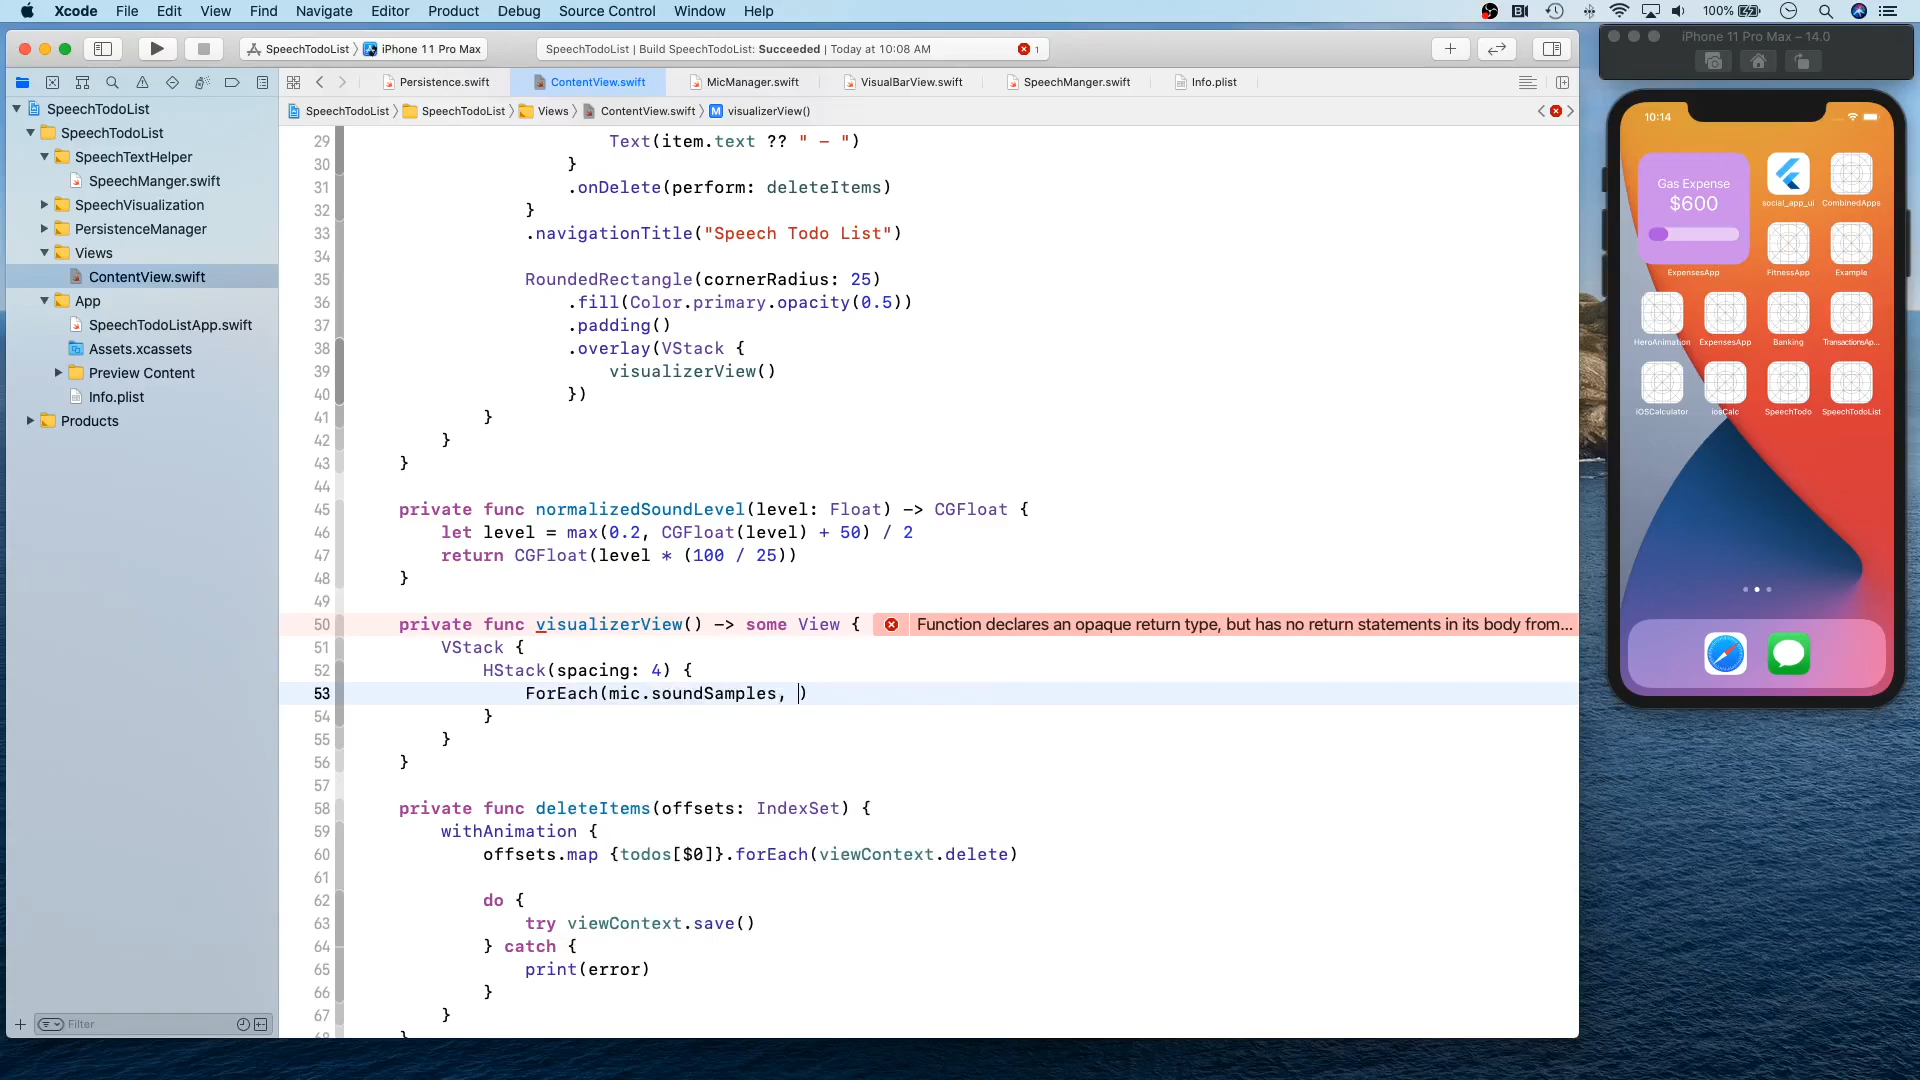 Xcode File Edit View Find Navigate Editor Product Debug Source Control Window Help
100%
SpeechTodoList 〉 iPhone 11 Pro Max
SpeechTodoList | Build SpeechTodoList: Succeeded | Today at 10:08 AM
1
iPhone 11 Pro Max – 14.0
Persistence.swift ContentView.swift MicManager.swift VisualBarView.swift SpeechManger.swift Info.plist
SpeechTodoList 〉 SpeechTodoList 〉 Views 〉 ContentView.swift 〉 M visualizerView()
SpeechTodoList
SpeechTodoList
SpeechTextHelper
SpeechManger.swift
SpeechVisualization
PersistenceManager
Views
ContentView.swift
App
SpeechTodoListApp.swift
Assets.xcassets
Preview Content
Info.plist
Products
Filter
29 Text(item.text ?? " – ")
30 }
31 .onDelete(perform: deleteItems)
32 }
33 .navigationTitle("Speech Todo List")
34
35 RoundedRectangle(cornerRadius: 25)
36 .fill(Color.primary.opacity(0.5))
37 .padding()
38 .overlay(VStack {
39 visualizerView()
40 })
41 }
42 }
43 }
44
45 private func normalizedSoundLevel(level: Float) -> CGFloat {
46 let level = max(0.2, CGFloat(level) + 50) / 2
47 return CGFloat(level * (100 / 25))
48 }
49
50 private func visualizerView() -> some View { Function declares an opaque return type, but has no return statements in its body from...
51 VStack {
52 HStack(spacing: 4) {
53 ForEach(mic.soundSamples, )
54 }
55 }
56 }
57
58 private func deleteItems(offsets: IndexSet) {
59 withAnimation {
60 offsets.map {todos[$0]}.forEach(viewContext.delete)
61
62 do {
63 try viewContext.save()
64 } catch {
65 print(error)
66 }
67 }
68 }
10:14
Gas Expense
$600
ExpensesApp
social_app_ui CombinedApps
FitnessApp Example
HeroAnimation ExpensesApp Banking TransactionsAp...
iOSCalculator iosCalc SpeechTodo SpeechTodoList